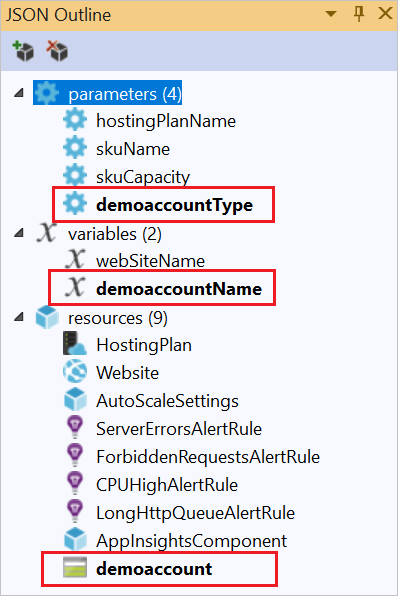 JSON Outline
parameters (4)
hostingPlanName
skuName
skuCapacity
demoaccountType
variables (2)
webSiteName
demoaccountName
resources (9)
HostingPlan
Website
AutoScaleSettings
ServerErrorsAlertRule
ForbiddenRequestsAlertRule
CPUHighAlertRule
LongHttpQueueAlertRule
AppInsightsComponent
demoaccount